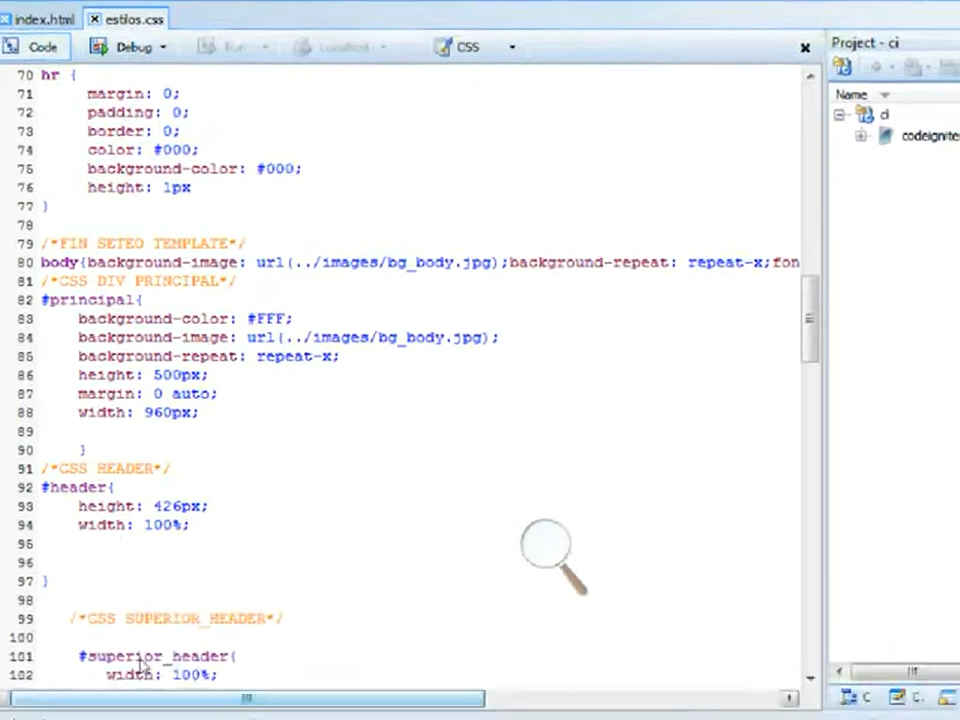 index.html estilos.css
Code Debug Run Localhost CSS
70 hr {
71 margin: 0;
72 padding: 0;
73 border: 0;
74 color: #000;
75 background-color: #000;
76 height: 1px
77 }
78
79 /*FIN SETEO TEMPLATE*/
80 body{background-image: url(../images/bg_body.jpg);background-repeat: repeat-x;fon
81 /*CSS DIV PRINCIPAL*/
82 #principal{
83 background-color: #FFF;
84 background-image: url(../images/bg_body.jpg);
85 background-repeat: repeat-x;
86 height: 500px;
87 margin: 0 auto;
88 width: 960px;
89
90 }
91 /*CSS HEADER*/
92 #header{
93 height: 426px;
94 width: 100%;
95
96
97 }
98
99 /*CSS SUPERIOR_HEADER*/
100
101 #superior_header{
102 width: 100%;
Project - ci
Name
ci
codeigniter
C C.